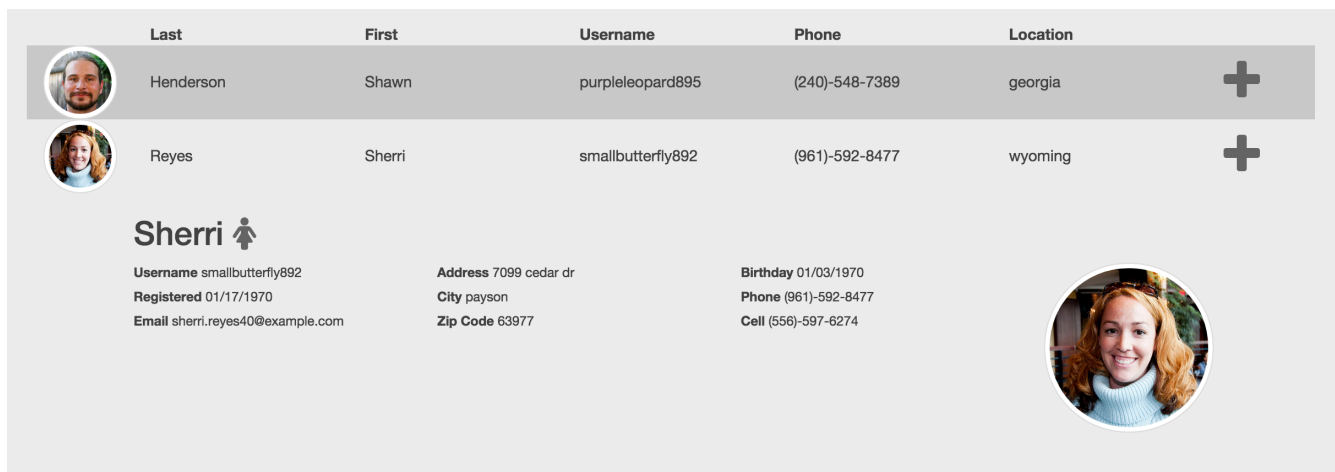 Last First Username Phone Location
Henderson Shawn purpleleopard895 (240)-548-7389 georgia
Reyes Sherri smallbutterfly892 (961)-592-8477 wyoming
Sherri
Username smallbutterfly892 Address 7099 cedar dr Birthday 01/03/1970
Registered 01/17/1970 City payson Phone (961)-592-8477
Email sherri.reyes40@example.com Zip Code 63977 Cell (556)-597-6274